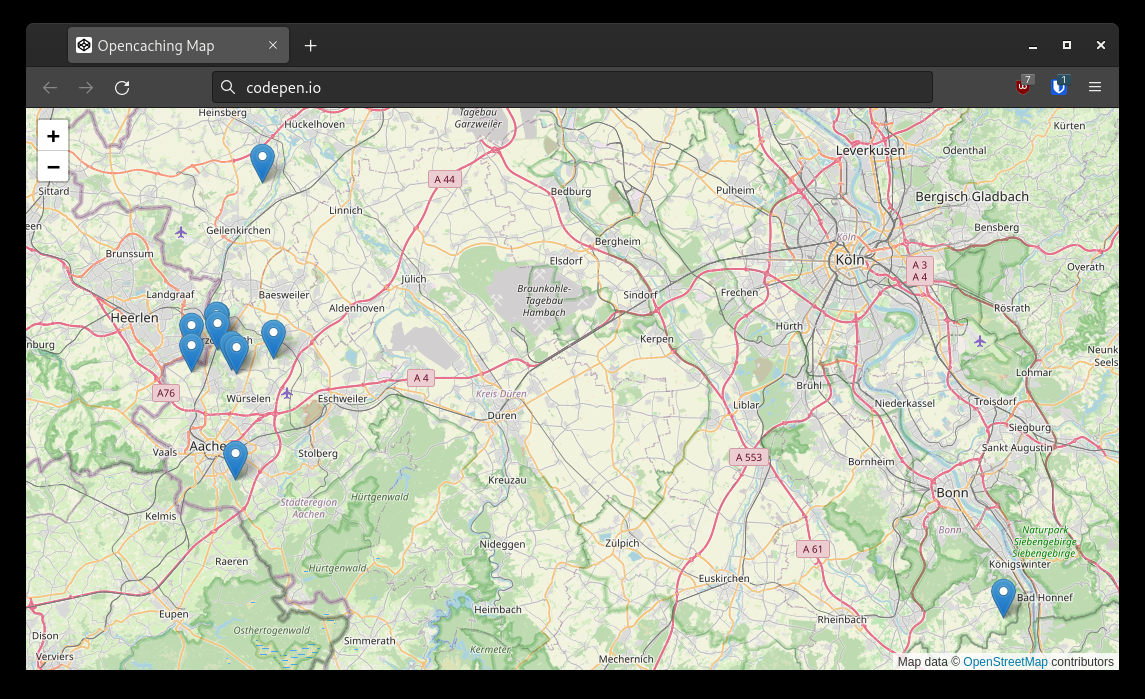 Opencaching Map
codepen.io
7
1
+
−
Heinsberg
Hückelhoven
Tagebau
Garzweiler
Leverkusen
Odenthal
Kürten
Sittard
A 44
Bedburg
Pulheim
Bergisch Gladbach
Linnich
Bensberg
Geilenkirchen
Köln
Bergheim
Brunssum
Elsdorf
Köln
A 3
A 4
Overath
Jülich
Landgraaf
Baesweiler
Braunkohle-
Tagebau
Hambach
Sindorf
Frechen
Aldenhoven
Rösrath
Heerlen
Hürth
Kerpen
Lohmar
A 4
A76
Kreis Düren
Brühl
Würselen
Eschweiler
Düren
Liblar
Niederkassel
Troisdorf
Siegburg
Vaals
Stolberg
A 553
Bornheim
Sankt Augustin
Kreuzau
Bonn
Hürtgenwald
Städteregion
Aachen
Kelmis
Bonn
Naturpark
Siebengebirge
Siebengebirge
Nideggen
Zülpich
A 61
Raeren
Hürtgenwald
Königswinter
Euskirchen
Bad Honnef
Eupen
Heimbach
Rheinbach
Osthertogenwald
Dison
Simmerath
Kermeter
Mechernich
Verviers
Map data © OpenStreetMap contributors